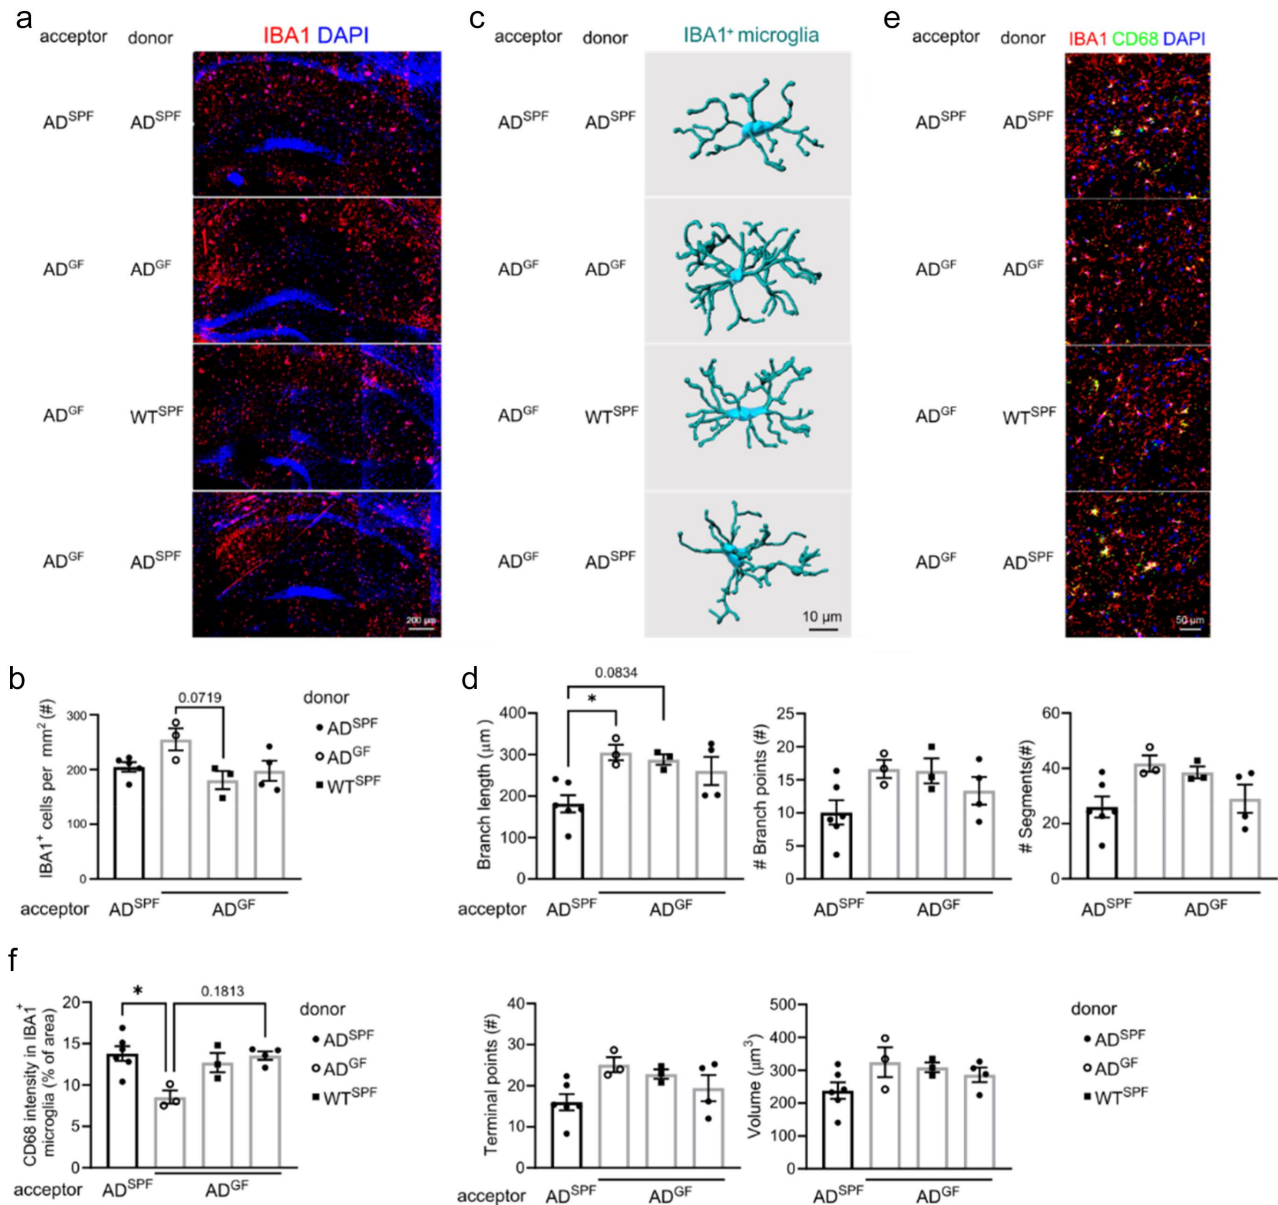 a
acceptor donor IBA1 DAPI
AD^SPF AD^SPF
AD^GF AD^GF
AD^GF WT^SPF
AD^GF AD^SPF
200 µm
c
acceptor donor IBA1⁺ microglia
AD^SPF AD^SPF
AD^GF AD^GF
AD^GF WT^SPF
AD^GF AD^SPF
10 µm
e
acceptor donor IBA1 CD68 DAPI
AD^SPF AD^SPF
AD^GF AD^GF
AD^GF WT^SPF
AD^GF AD^SPF
50 µm
b
IBA1⁺ cells per mm² (#)
300
200
100
0
0.0719
donor
AD^SPF
AD^GF
WT^SPF
acceptor AD^SPF AD^GF
d
Branch length (µm)
400
300
200
100
0
0.0834
*
acceptor AD^SPF AD^GF
# Branch points (#)
25
20
15
10
5
0
AD^SPF AD^GF
# Segments(#)
60
40
20
0
AD^SPF AD^GF
f
CD68 intensity in IBA1⁺
microglia (% of area)
20
15
10
5
0
*
0.1813
donor
AD^SPF
AD^GF
WT^SPF
acceptor AD^SPF AD^GF
Terminal points (#)
40
30
20
10
0
acceptor AD^SPF AD^GF
Volume (µm³)
500
400
300
200
100
0
AD^SPF AD^GF
donor
AD^SPF
AD^GF
WT^SPF